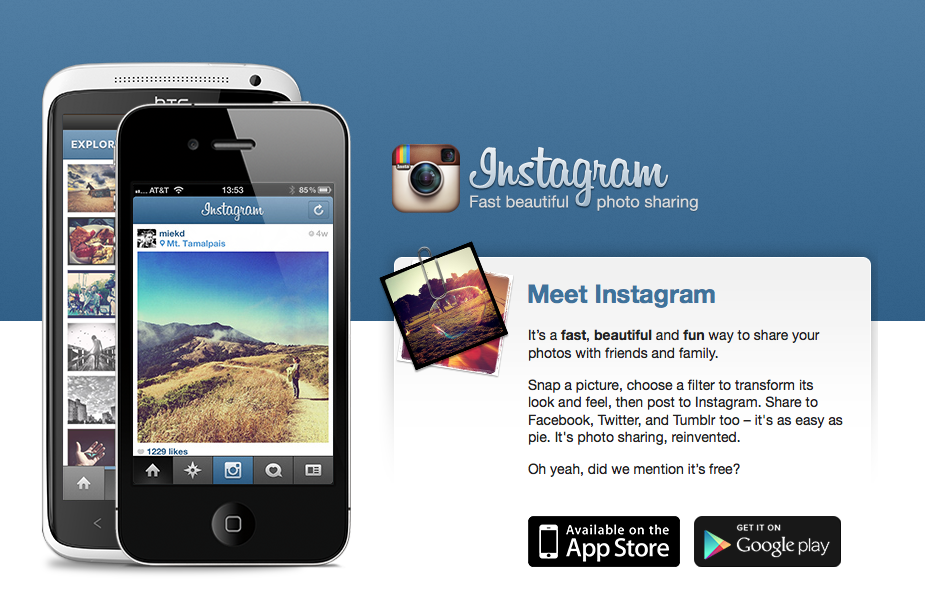 hTC
EXPLOR
AT&T 13:53 85%
Instagram
miekd 4w
Mt. Tamalpais
1229 likes
Insta
Instagram
Fast beautiful photo sharing
Meet Instagram
It’s a fast, beautiful and fun way to share your
photos with friends and family.
Snap a picture, choose a filter to transform its
look and feel, then post to Instagram. Share to
Facebook, Twitter, and Tumblr too – it's as easy as
pie. It's photo sharing, reinvented.
Oh yeah, did we mention it’s free?
Available on the
App Store
GET IT ON
Google play